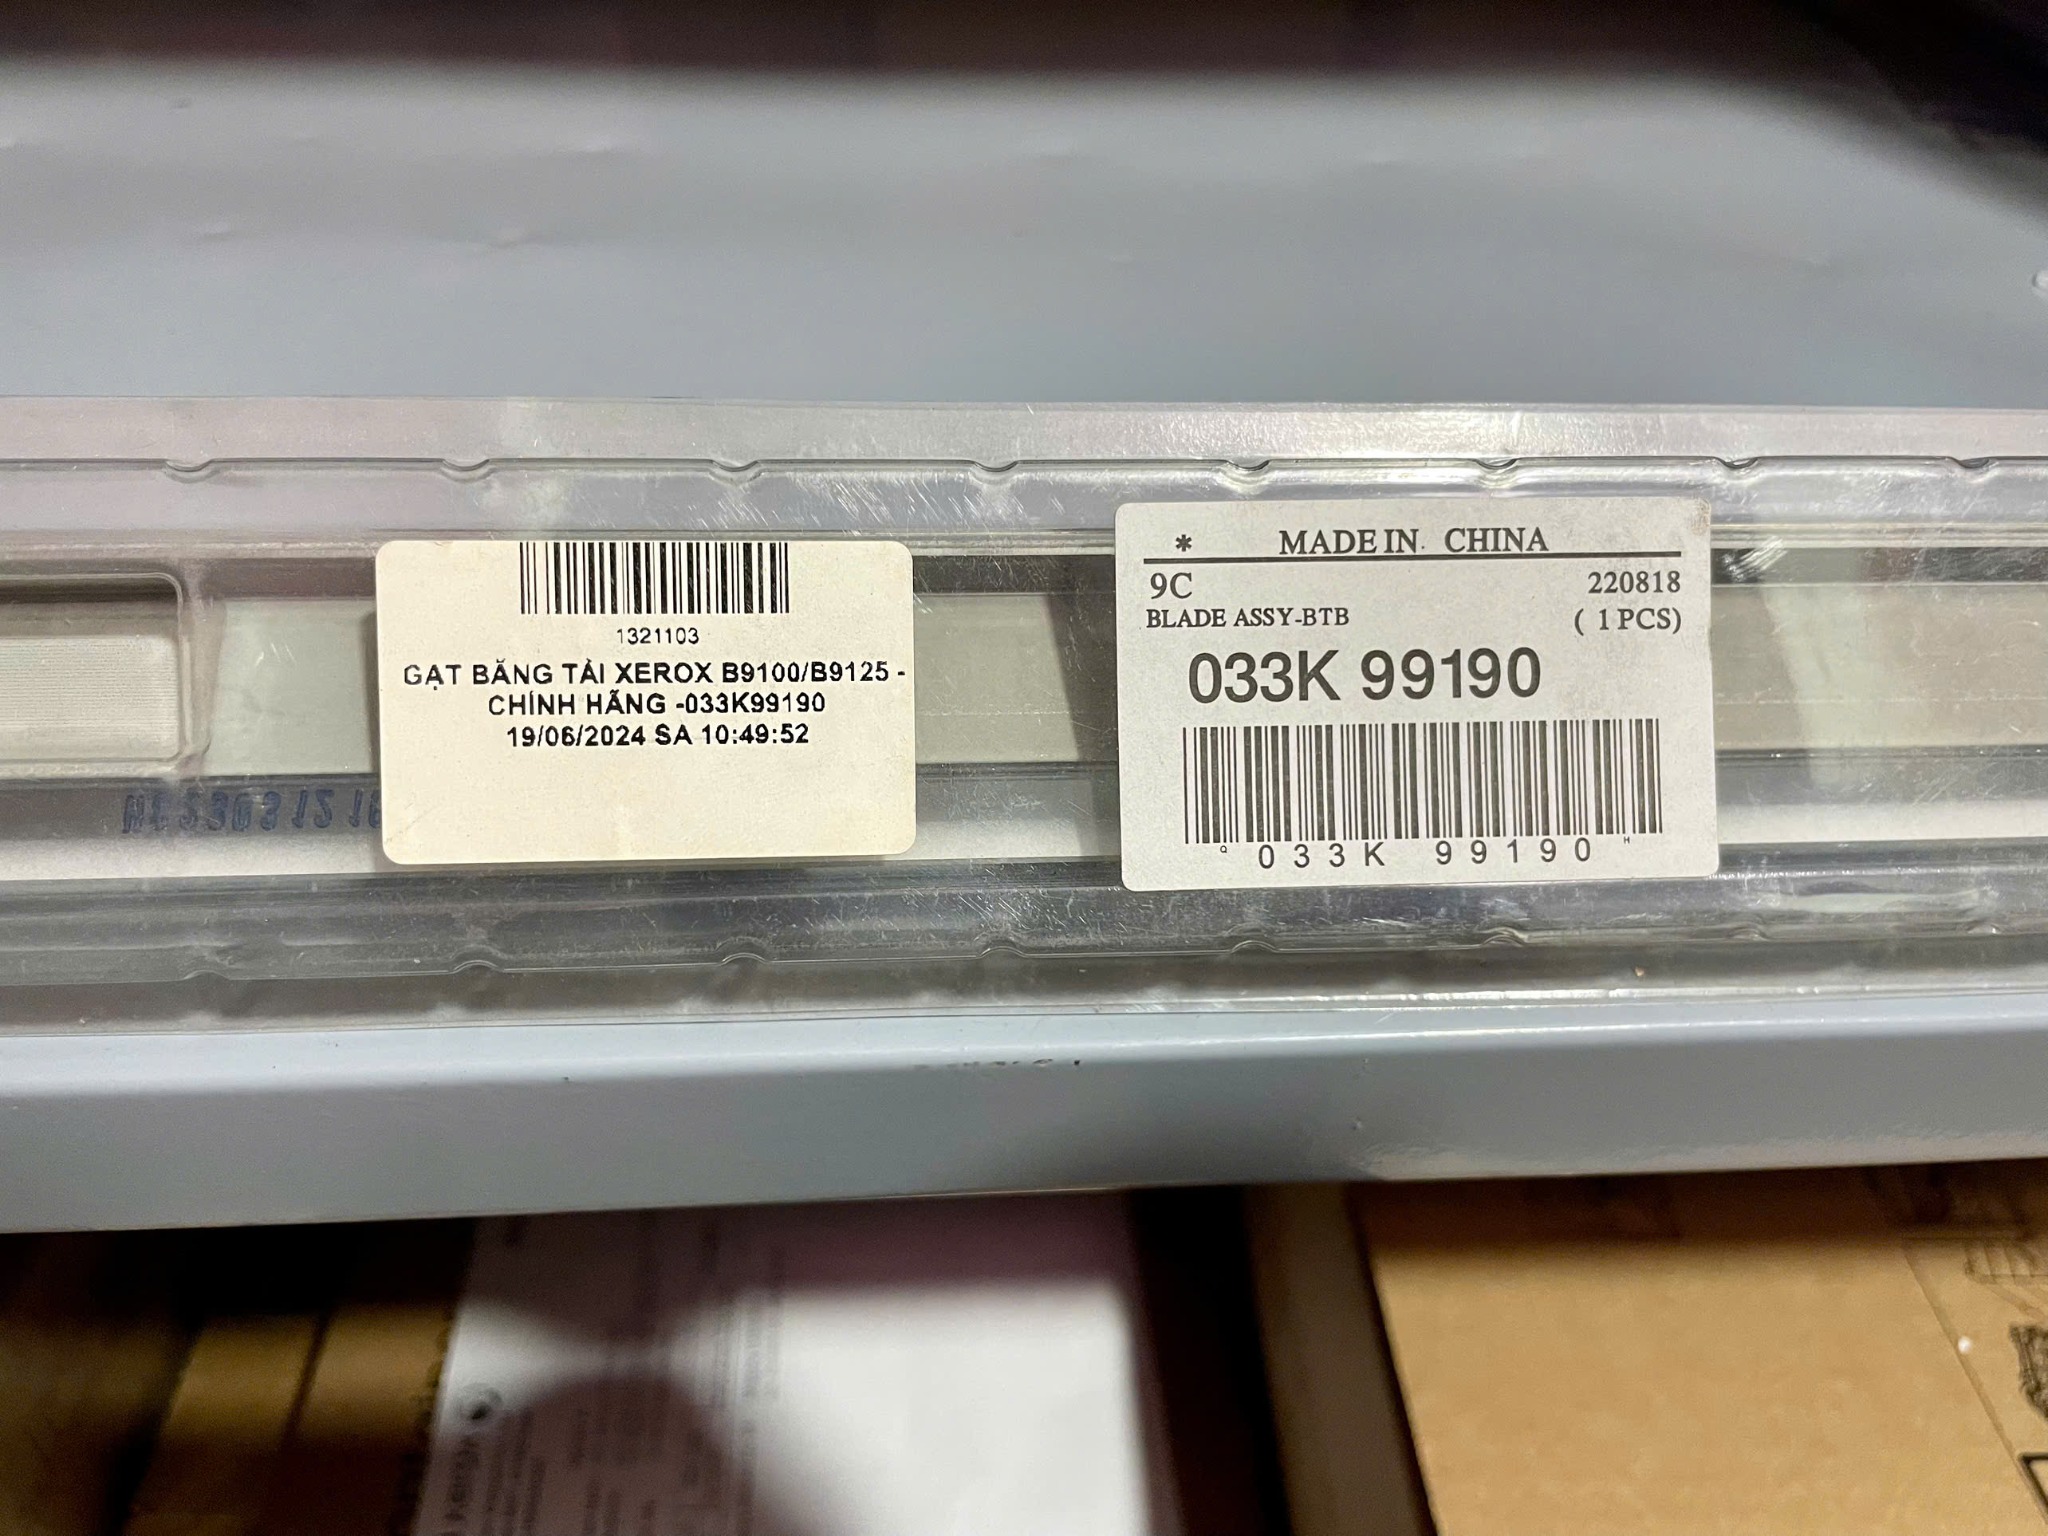 1321103
GẠT BĂNG TẢI XEROX B9100/B9125 -
CHÍNH HÃNG -033K99190
19/06/2024 SA 10:49:52
* MADE IN CHINA
9C 220818
BLADE ASSY-BTB ( 1 PCS)
033K 99190
Q 033K 99190 H